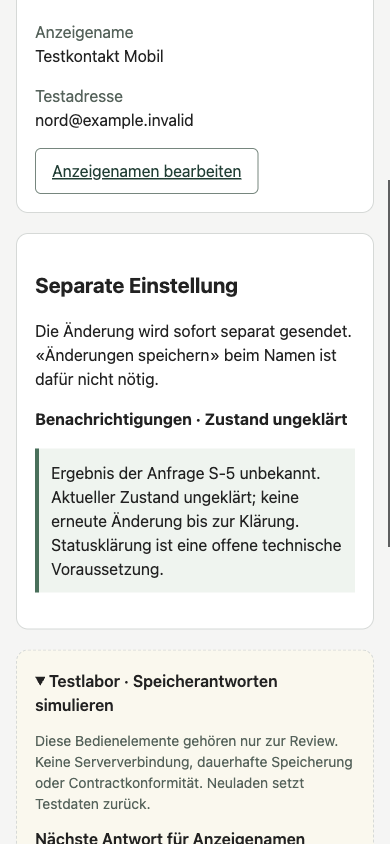 Anzeigename
Testkontakt Mobil
Testadresse
nord@example.invalid
Anzeigenamen bearbeiten
Separate Einstellung
Die Änderung wird sofort separat gesendet.
«Änderungen speichern» beim Namen ist
dafür nicht nötig.
Benachrichtigungen · Zustand ungeklärt
Ergebnis der Anfrage S-5 unbekannt.
Aktueller Zustand ungeklärt; keine
erneute Änderung bis zur Klärung.
Statusklärung ist eine offene technische
Voraussetzung.
▼ Testlabor · Speicherantworten
simulieren
Diese Bedienelemente gehören nur zur Review.
Keine Serververbindung, dauerhafte Speicherung
oder Contractkonformität. Neuladen setzt
Testdaten zurück.
Nächste Antwort für Anzeigenamen